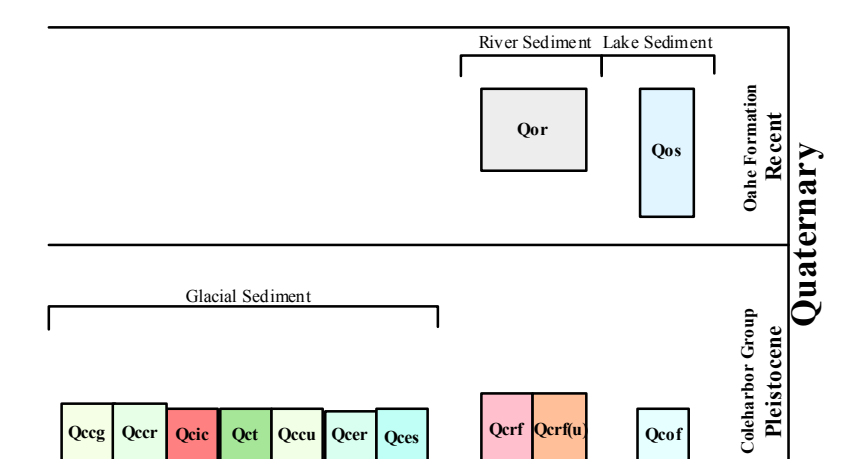 River Sediment Lake Sediment
Qor
Qos
Oahe Formation
Recent
Quaternary
Glacial Sediment
Coleharbor Group
Pleistocene
Qccg Qccr Qcic Qct Qccu Qcer Qces Qcrf Qcrf(u) Qcof